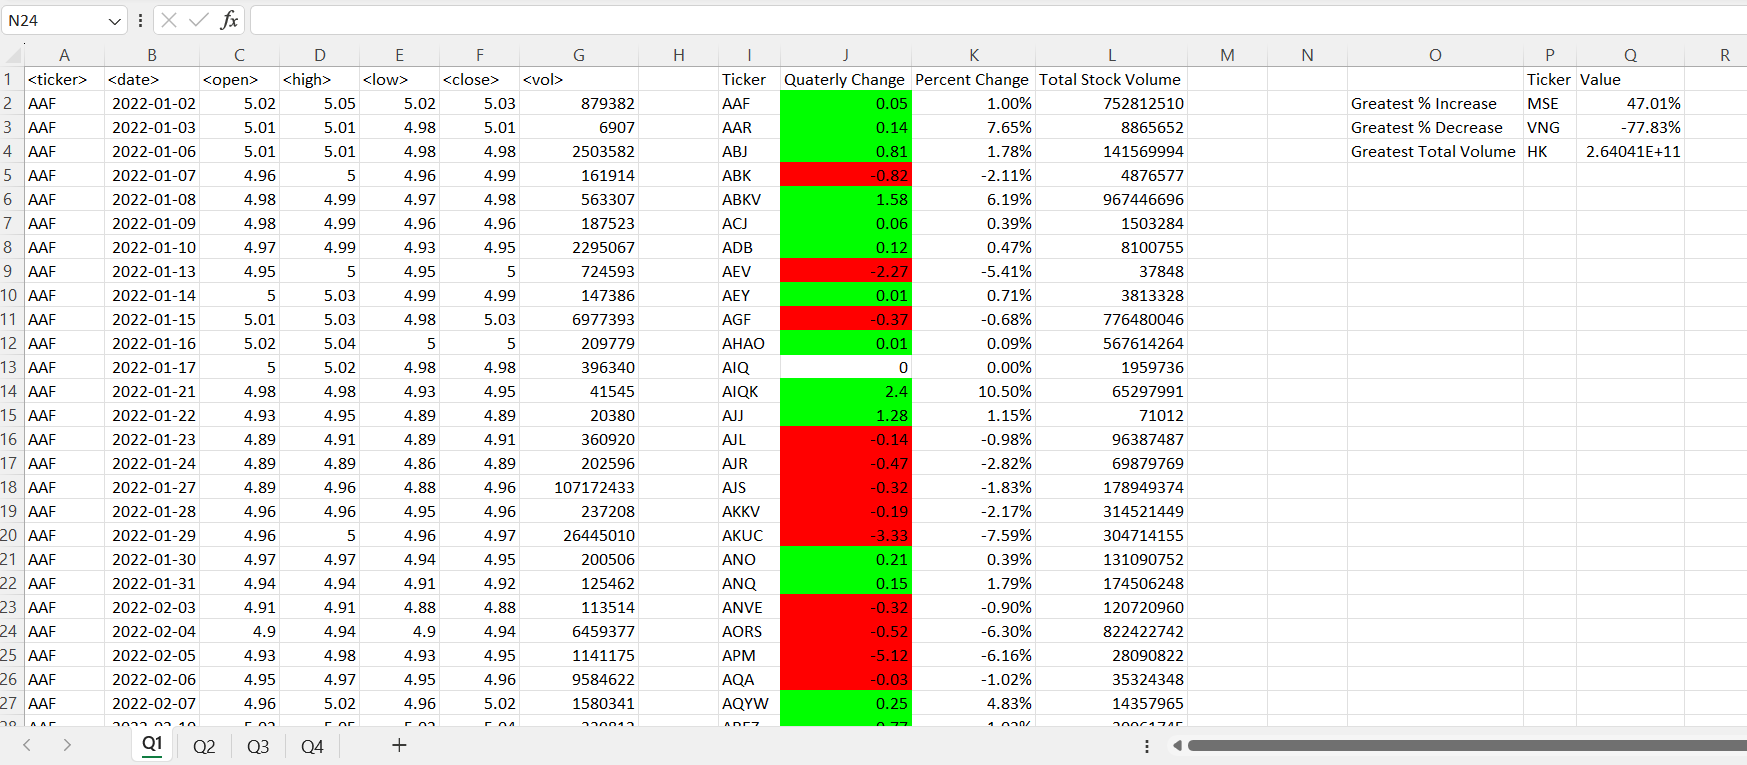 N24 fx
A B C D E F G H I J K L M N O P Q R
1 <ticker> <date> <open> <high> <low> <close> <vol> Ticker Quaterly Change Percent Change Total Stock Volume Ticker Value
2 AAF 2022-01-02 5.02 5.05 5.02 5.03 879382 AAF 0.05 1.00% 752812510 Greatest % Increase MSE 47.01%
3 AAF 2022-01-03 5.01 5.01 4.98 5.01 6907 AAR 0.14 7.65% 8865652 Greatest % Decrease VNG -77.83%
4 AAF 2022-01-06 5.01 5.01 4.98 4.98 2503582 ABJ 0.81 1.78% 141569994 Greatest Total Volume HK 2.64041E+11
5 AAF 2022-01-07 4.96 5 4.96 4.99 161914 ABK -0.82 -2.11% 4876577
6 AAF 2022-01-08 4.98 4.99 4.97 4.98 563307 ABKV 1.58 6.19% 967446696
7 AAF 2022-01-09 4.98 4.99 4.96 4.96 187523 ACJ 0.06 0.39% 1503284
8 AAF 2022-01-10 4.97 4.99 4.93 4.95 2295067 ADB 0.12 0.47% 8100755
9 AAF 2022-01-13 4.95 5 4.95 5 724593 AEV -2.27 -5.41% 37848
10 AAF 2022-01-14 5 5.03 4.99 4.99 147386 AEY 0.01 0.71% 3813328
11 AAF 2022-01-15 5.01 5.03 4.98 5.03 6977393 AGF -0.37 -0.68% 776480046
12 AAF 2022-01-16 5.02 5.04 5 5 209779 AHAO 0.01 0.09% 567614264
13 AAF 2022-01-17 5 5.02 4.98 4.98 396340 AIQ 0 0.00% 1959736
14 AAF 2022-01-21 4.98 4.98 4.93 4.95 41545 AIQK 2.4 10.50% 65297991
15 AAF 2022-01-22 4.93 4.95 4.89 4.89 20380 AJJ 1.28 1.15% 71012
16 AAF 2022-01-23 4.89 4.91 4.89 4.91 360920 AJL -0.14 -0.98% 96387487
17 AAF 2022-01-24 4.89 4.89 4.86 4.89 202596 AJR -0.47 -2.82% 69879769
18 AAF 2022-01-27 4.89 4.96 4.88 4.96 107172433 AJS -0.32 -1.83% 178949374
19 AAF 2022-01-28 4.96 4.96 4.95 4.96 237208 AKKV -0.19 -2.17% 314521449
20 AAF 2022-01-29 4.96 5 4.96 4.97 26445010 AKUC -3.33 -7.59% 304714155
21 AAF 2022-01-30 4.97 4.97 4.94 4.95 200506 ANO 0.21 0.39% 131090752
22 AAF 2022-01-31 4.94 4.94 4.91 4.92 125462 ANQ 0.15 1.79% 174506248
23 AAF 2022-02-03 4.91 4.91 4.88 4.88 113514 ANVE -0.32 -0.90% 120720960
24 AAF 2022-02-04 4.9 4.94 4.9 4.94 6459377 AORS -0.52 -6.30% 822422742
25 AAF 2022-02-05 4.93 4.98 4.93 4.95 1141175 APM -5.12 -6.16% 28090822
26 AAF 2022-02-06 4.95 4.97 4.95 4.96 9584622 AQA -0.03 -1.02% 35324348
27 AAF 2022-02-07 4.96 5.02 4.96 5.02 1580341 AQYW 0.25 4.83% 14357965
Q1 Q2 Q3 Q4